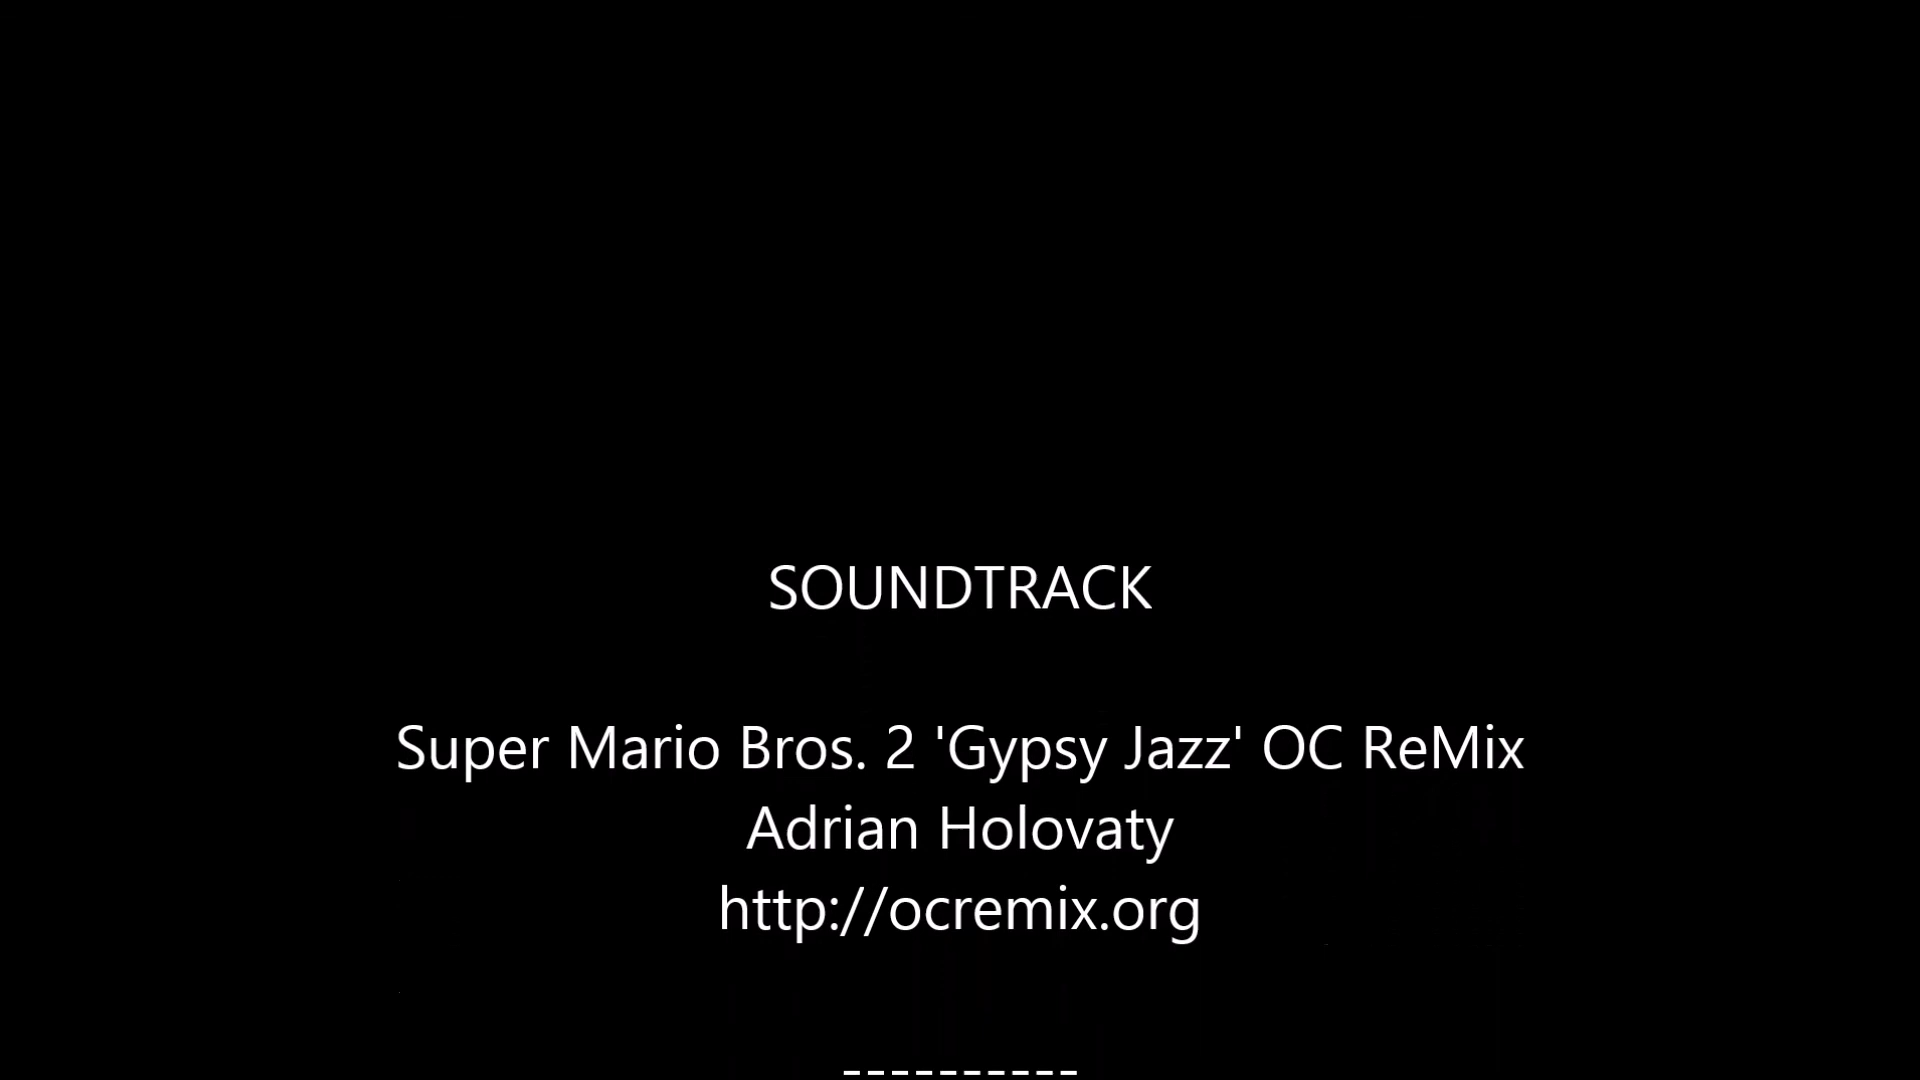 SOUNDTRACK
Super Mario Bros. 2 'Gypsy Jazz' OC ReMix
Adrian Holovaty
http://ocremix.org
----------